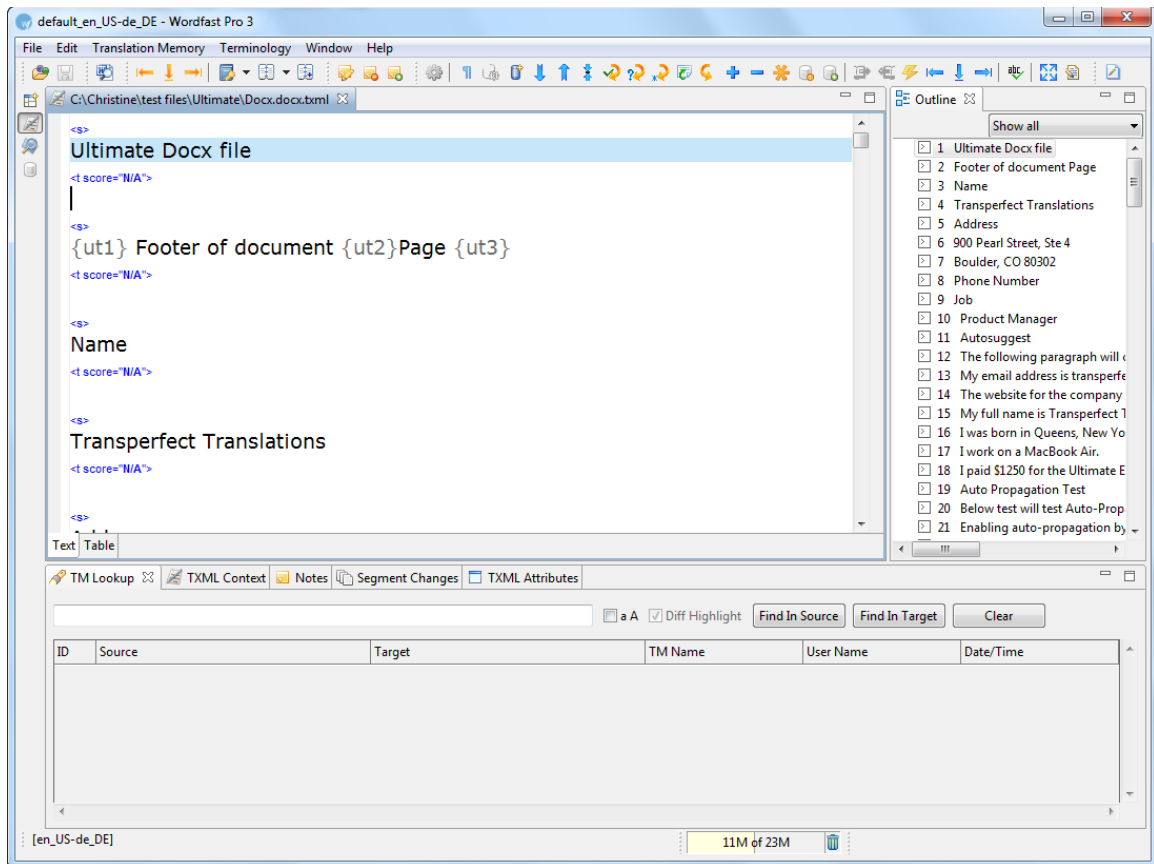 default_en_US-de_DE - Wordfast Pro 3
File Edit Translation Memory Terminology Window Help
C:\Christine\test files\Ultimate\Docx.docx.txml
<s>
Ultimate Docx file
<t score="N/A">
<s>
{ut1} Footer of document {ut2}Page {ut3}
<t score="N/A">
<s>
Name
<t score="N/A">
<s>
Transperfect Translations
<t score="N/A">
<s>
Text Table
Outline
Show all
1 Ultimate Docx file
2 Footer of document Page
3 Name
4 Transperfect Translations
5 Address
6 900 Pearl Street, Ste 4
7 Boulder, CO 80302
8 Phone Number
9 Job
10 Product Manager
11 Autosuggest
12 The following paragraph will
13 My email address is transperfe
14 The website for the company
15 My full name is Transperfect T
16 I was born in Queens, New Yo
17 I work on a MacBook Air.
18 I paid $1250 for the Ultimate E
19 Auto Propagation Test
20 Below test will test Auto-Prop
21 Enabling auto-propagation by
TM Lookup TXML Context Notes Segment Changes TXML Attributes
a A Diff Highlight Find In Source Find In Target Clear
ID Source Target TM Name User Name Date/Time
[en_US-de_DE]
11M of 23M